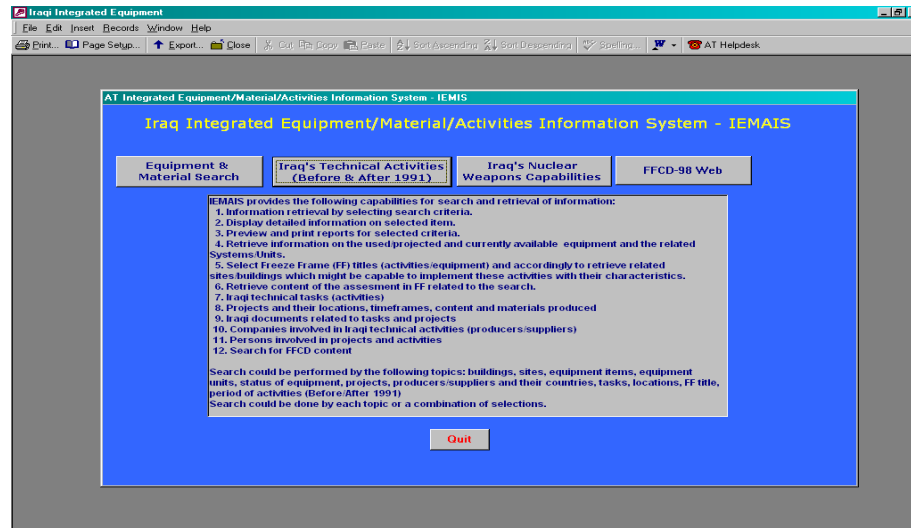 Iraqi Integrated Equipment
File Edit Insert Records Window Help
Print... Page Setup... Export... Close Cut Copy Paste Sort Ascending Sort Descending Spelling... AT Helpdesk
AT Integrated Equipment/Material/Activities Information System - IEMIS
Iraq Integrated Equipment/Material/Activities Information System - IEMAIS
Equipment & Material Search
Iraq's Technical Activities (Before & After 1991)
Iraq's Nuclear Weapons Capabilities
FFCD-98 Web
IEMAIS provides the following capabilities for search and retrieval of information:
1. Information retrieval by selecting search criteria.
2. Display detailed information on selected item.
3. Preview and print reports for selected criteria.
4. Retrieve information on the used/projected and currently available equipment and the related
Systems/Units.
5. Select Freeze Frame (FF) titles (activities/equipment) and accordingly to retrieve related
sites/buildings which might be capable to implement these activities with their characteristics.
6. Retrieve content of the assesment in FF related to the search.
7. Iraqi technical tasks (activities)
8. Projects and their locations, timeframes, content and materials produced
9. Iraqi documents related to tasks and projects
10. Companies involved in Iraqi technical activities (producers/suppliers)
11. Persons involved in projects and activities
12. Search for FFCD content
Search could be performed by the following topics: buildings, sites, equipment items, equipment
units, status of equipment, projects, producers/suppliers and their countries, tasks, locations, FF title,
period of activities (Before/After 1991)
Search could be done by each topic or a combination of selections.
Quit